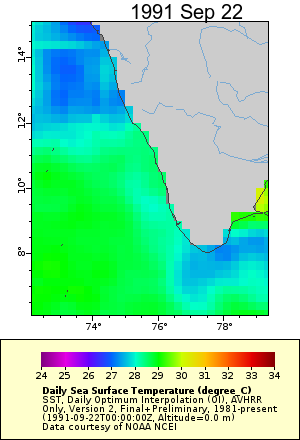 1991 Sep 22
14°
12°
10°
8°
74°
76°
78°
24 25 26 27 28 29 30 31 32 33 34
Daily Sea Surface Temperature (degree_C)
SST, Daily Optimum Interpolation (OI), AVHRR
Only, Version 2, Final+Preliminary, 1981-present
(1991-09-22T00:00:00Z, Altitude=0.0 m)
Data courtesy of NOAA NCEI